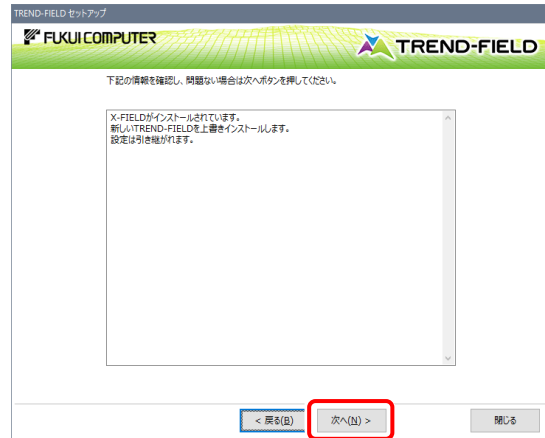 TREND-FIELD セットアップ
FUKUI COMPUTER
TREND-FIELD
下記の情報を確認し、問題ない場合は次へボタンを押してください。
X-FIELDがインストールされています。
新しいTREND-FIELDを上書きインストールします。
設定は引き継がれます。
< 戻る(B)
次へ(N) >
閉じる